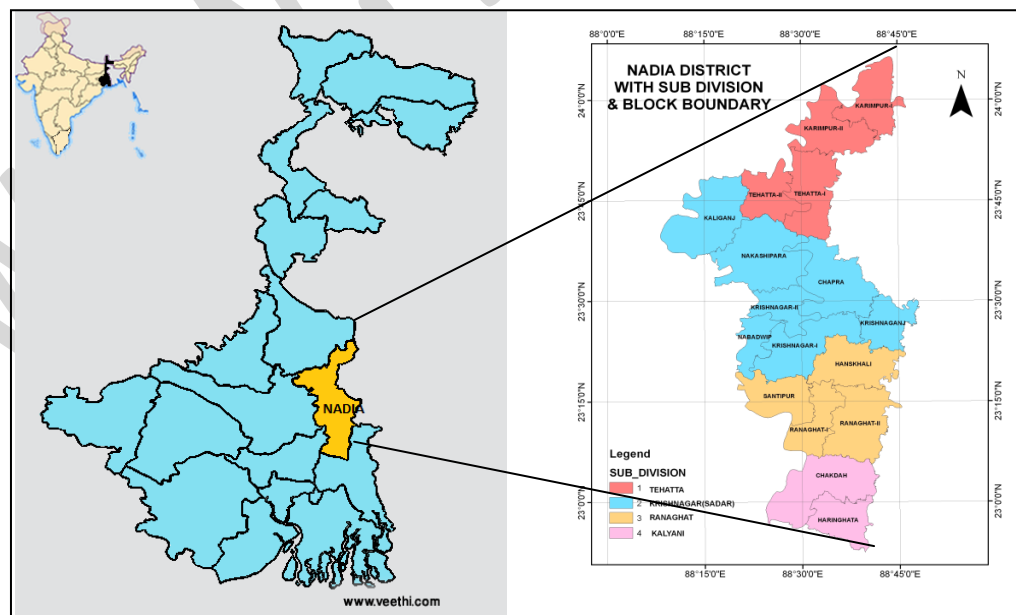 NADIA
www.veethi.com
88°0'0"E
88°15'0"E
88°30'0"E
88°45'0"E
NADIA DISTRICT
WITH SUB DIVISION
& BLOCK BOUNDARY
N
24°0'0"N
24°0'0"N
KARIMPUR-I
KARIMPUR-II
TEHATTA-II
TEHATTA-I
23°45'0"N
23°45'0"N
KALIGANJ
NAKASHIPARA
CHAPRA
23°30'0"N
23°30'0"N
KRISHNAGAR-II
KRISHNAGANJ
NABADWIP
KRISHNAGAR-I
HANSKHALI
SANTIPUR
23°15'0"N
23°15'0"N
RANAGHAT-I
RANAGHAT-II
CHAKDAH
HARINGHATA
23°0'0"N
23°0'0"N
Legend
SUB_DIVISION
1 TEHATTA
2 KRISHNAGAR(SADAR)
3 RANAGHAT
4 KALYANI
88°15'0"E
88°30'0"E
88°45'0"E